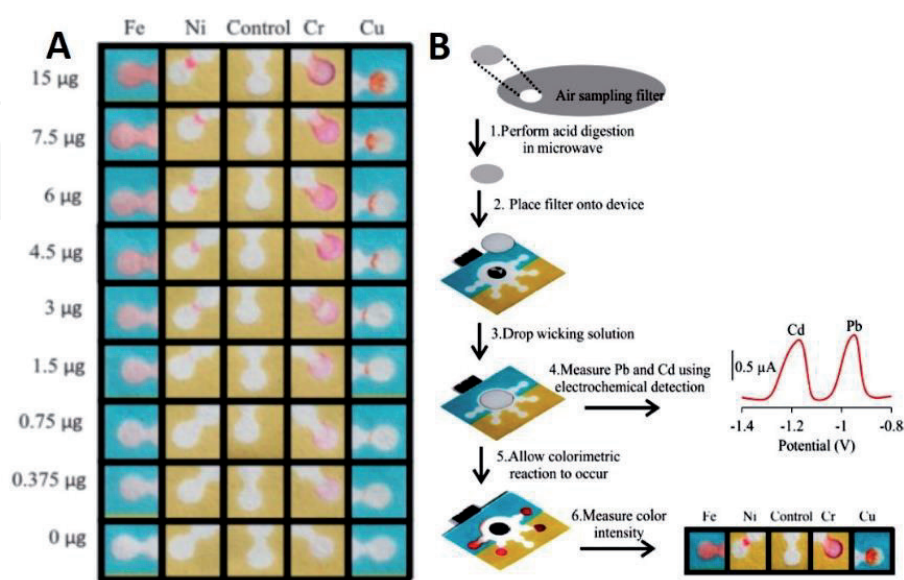 A
Fe Ni Control Cr Cu
15 µg
7.5 µg
6 µg
4.5 µg
3 µg
1.5 µg
0.75 µg
0.375 µg
0 µg
B
Air sampling filter
1.Perform acid digestion
in microwave
2. Place filter onto device
3.Drop wicking solution
4.Measure Pb and Cd using
electrochemical detection
Cd Pb
0.5 µA
-1.4 -1.2 -1 -0.8
Potential (V)
5.Allow colorimetric
reaction to occur
6.Measure color
intensity
Fe Ni Control Cr Cu